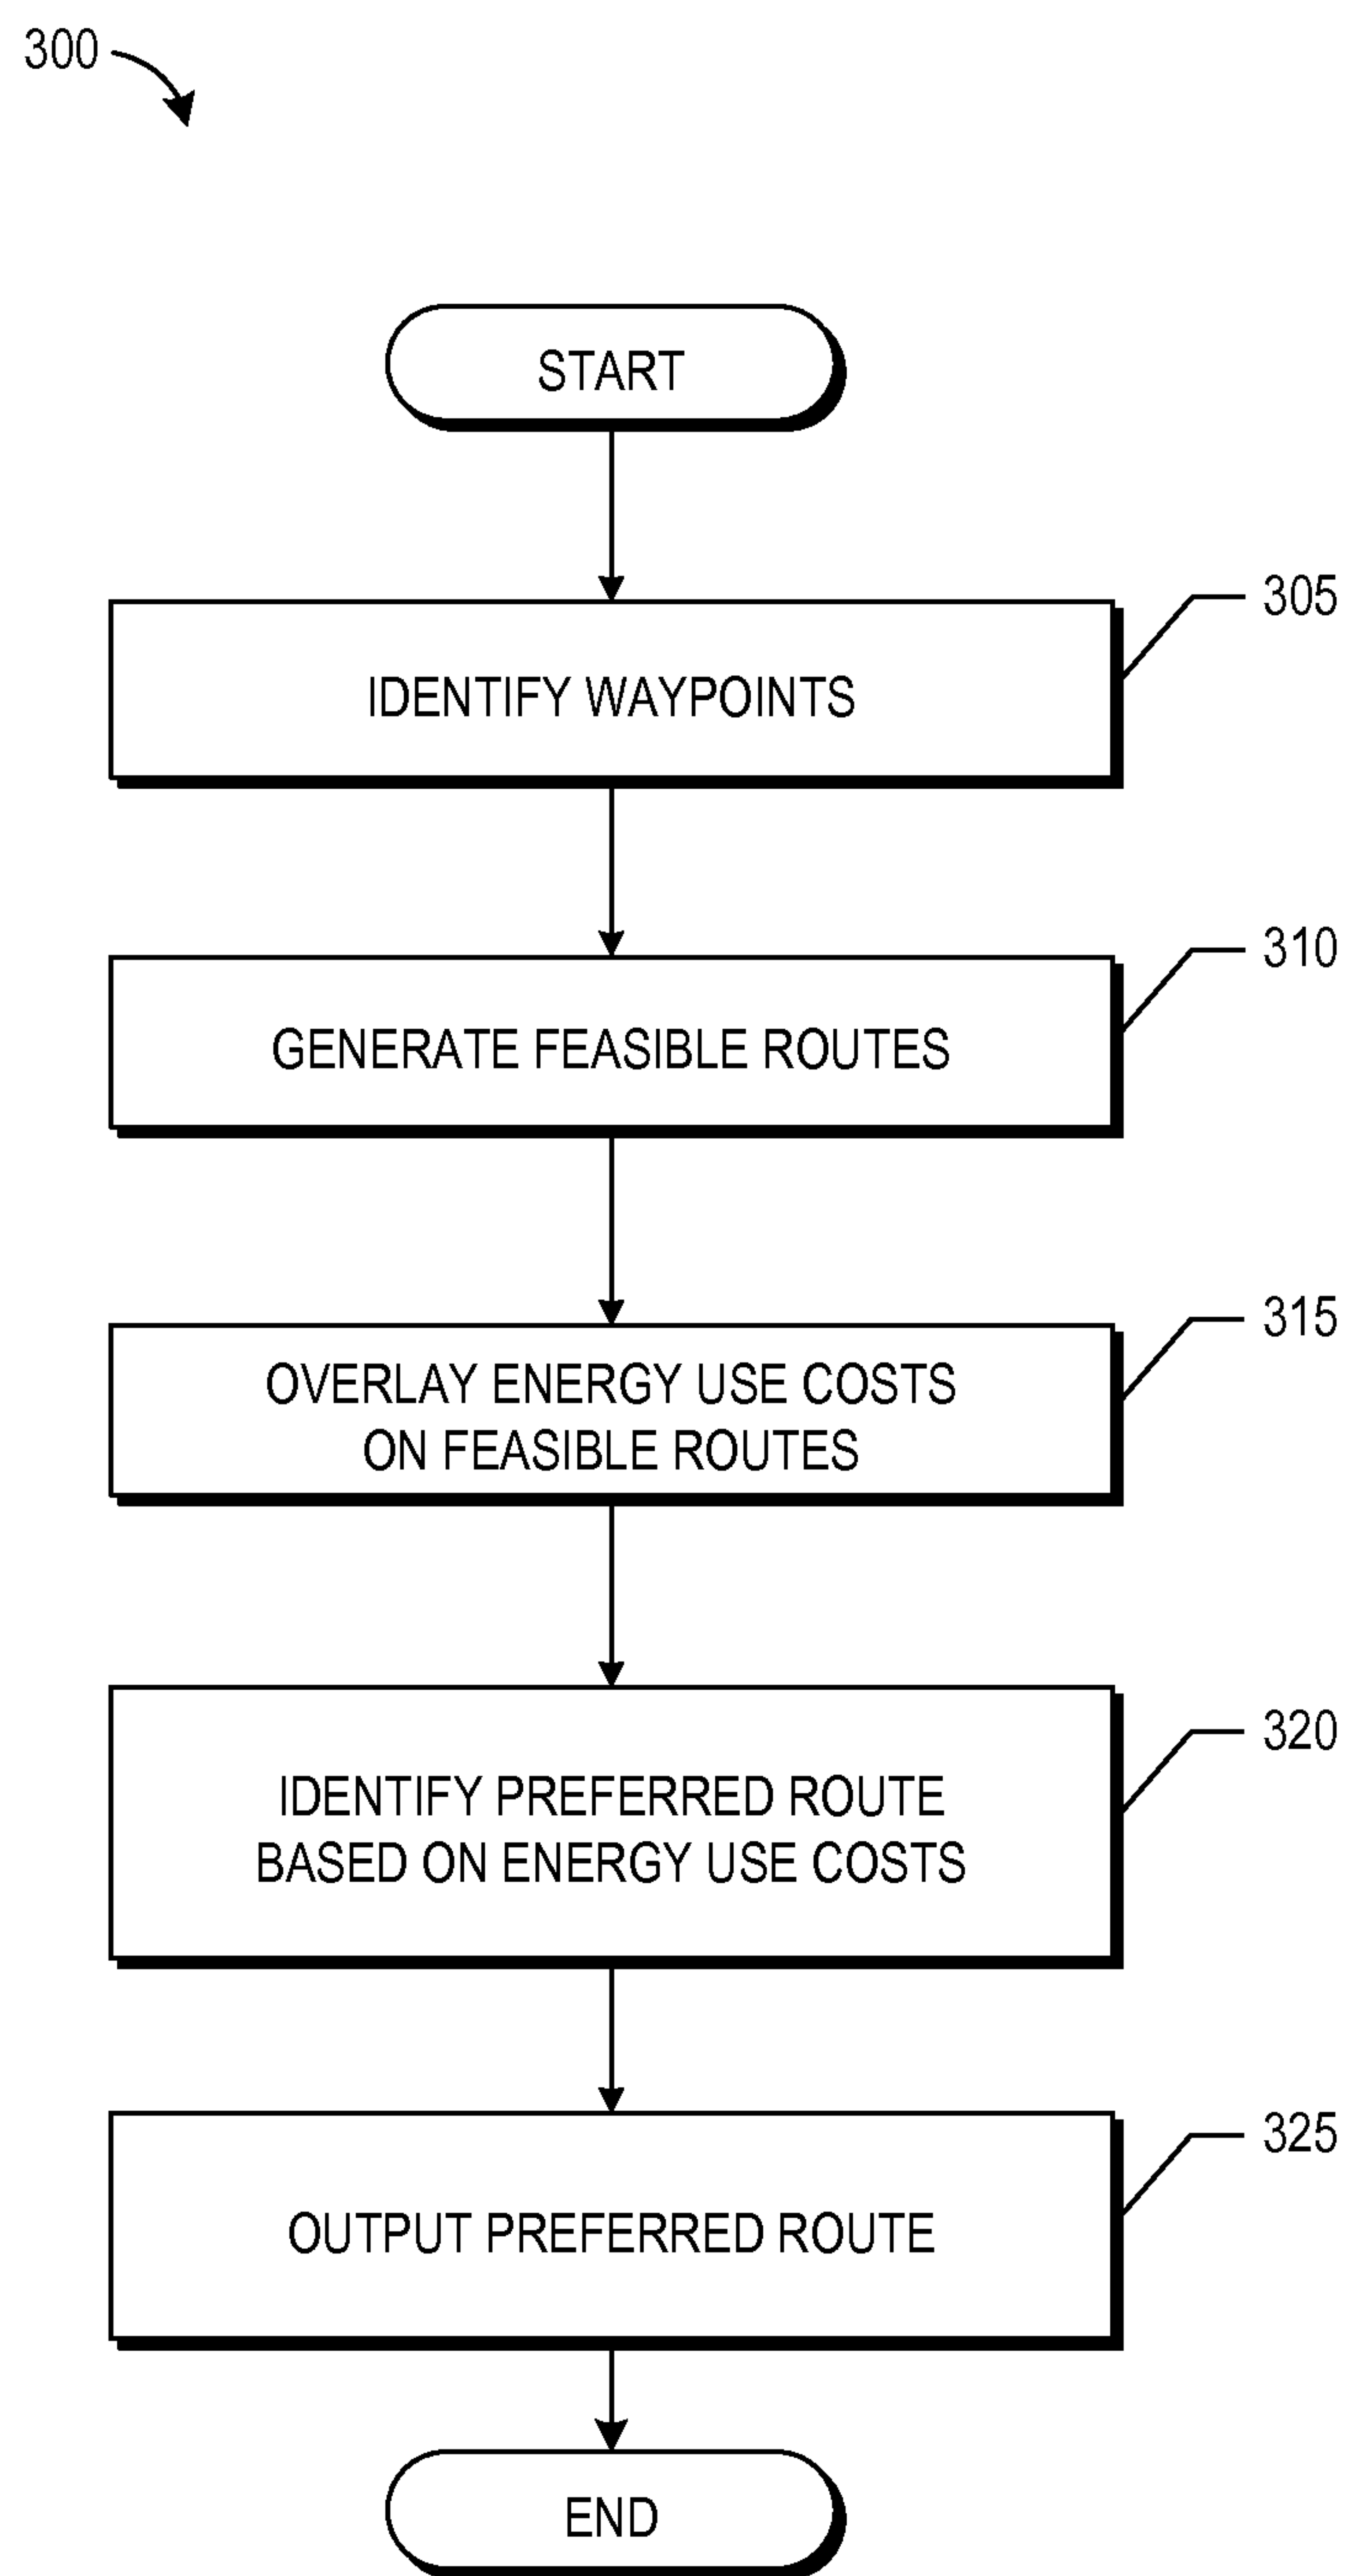 300
START
305
IDENTIFY WAYPOINTS
310
GENERATE FEASIBLE ROUTES
315
OVERLAY ENERGY USE COSTS
ON FEASIBLE ROUTES
320
IDENTIFY PREFERRED ROUTE
BASED ON ENERGY USE COSTS
325
OUTPUT PREFERRED ROUTE
END